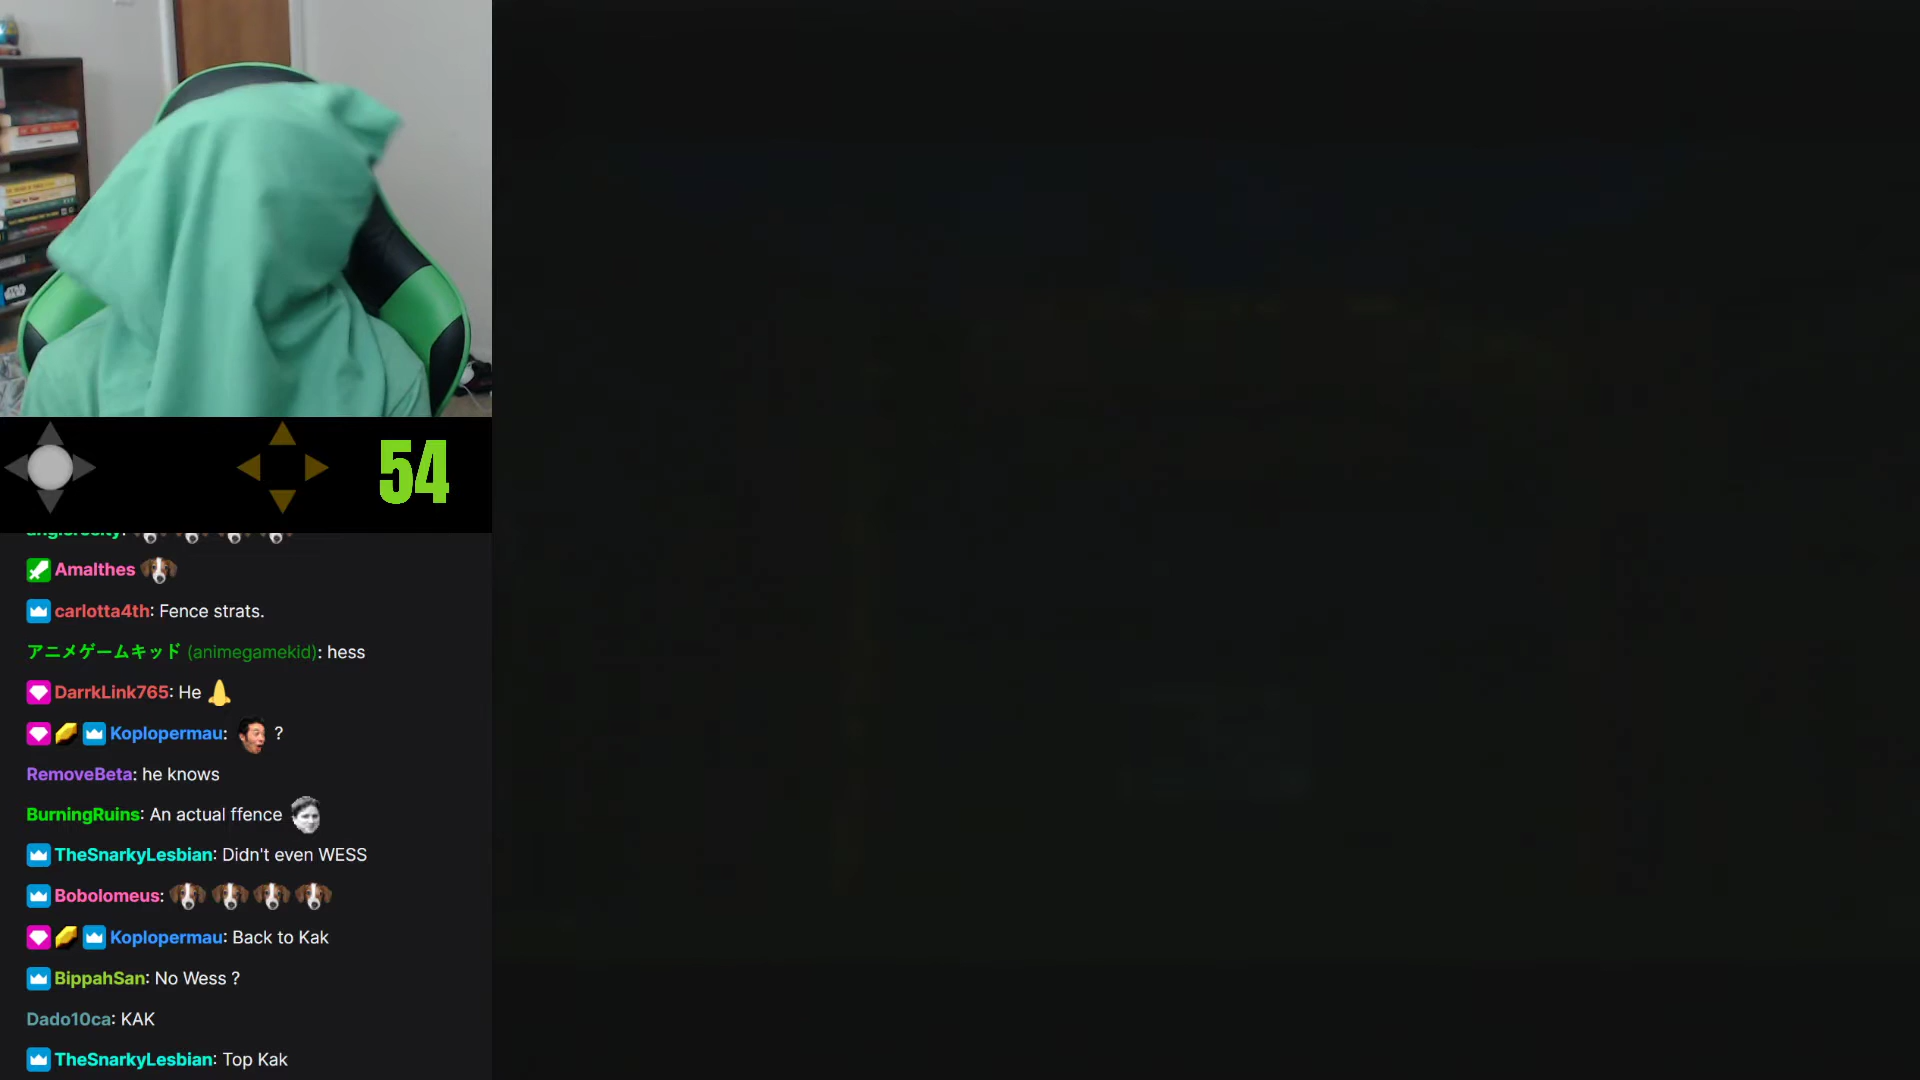 54
anglerosity:
Amalthes
carlotta4th: Fence strats.
アニメゲームキッド (animegamekid): hess
DarrkLink765: He
Koplopermau: ?
RemoveBeta: he knows
BurningRuins: An actual ffence
TheSnarkyLesbian: Didn't even WESS
Bobolomeus:
Koplopermau: Back to Kak
BippahSan: No Wess ?
Dado10ca: KAK
TheSnarkyLesbian: Top Kak